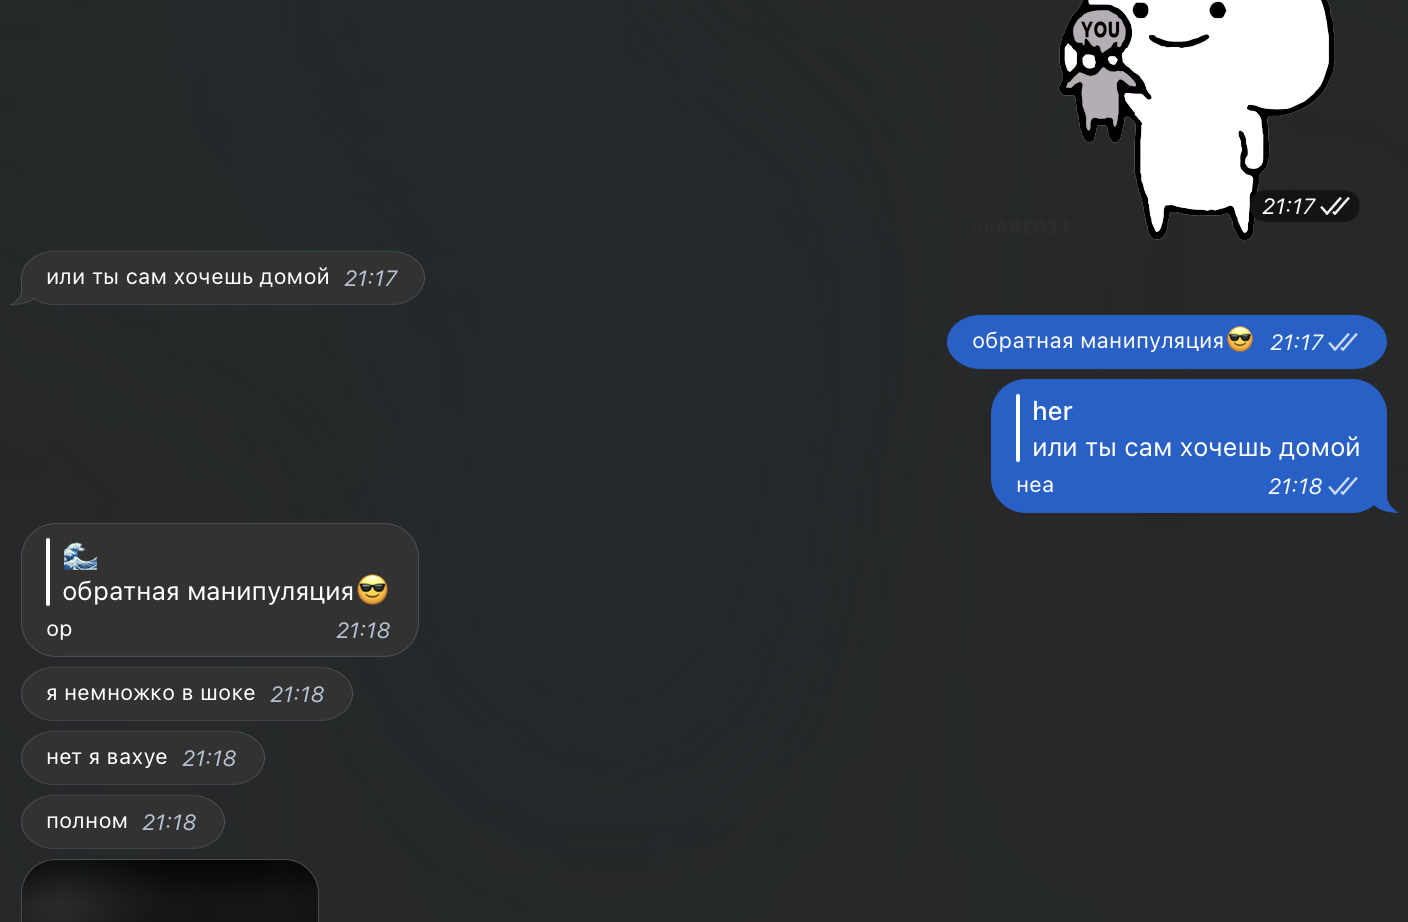 YOU
21:17
@ARC021
или ты сам хочешь домой 21:17
обратная манипуляция😎 21:17
her
или ты сам хочешь домой
неа 21:18
🌊
обратная манипуляция😎
ор 21:18
я немножко в шоке 21:18
нет я вахуе 21:18
полном 21:18